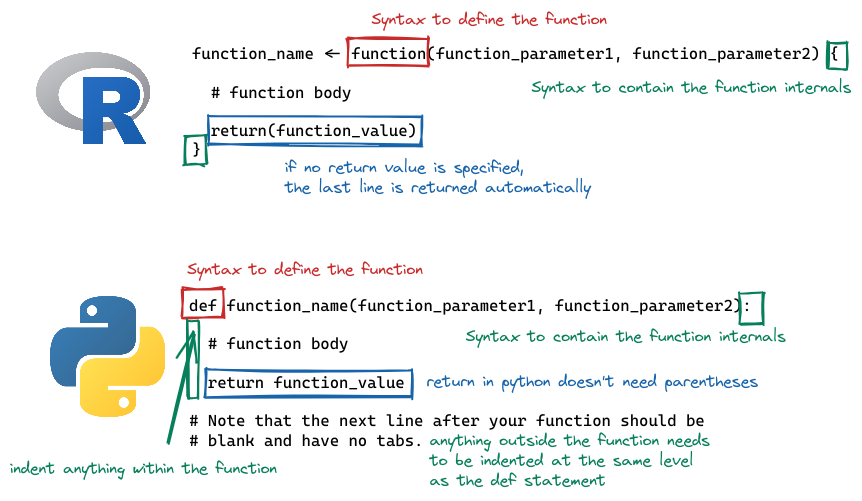 Syntax to define the function
function_name ← function(function_parameter1, function_parameter2) {
Syntax to contain the function internals
# function body
return(function_value)
}
if no return value is specified,
the last line is returned automatically
R
Syntax to define the function
def function_name(function_parameter1, function_parameter2):
Syntax to contain the function internals
# function body
return function_value
return in python doesn't need parentheses
# Note that the next line after your function should be
# blank and have no tabs.
anything outside the function needs
to be indented at the same level
as the def statement
indent anything within the function